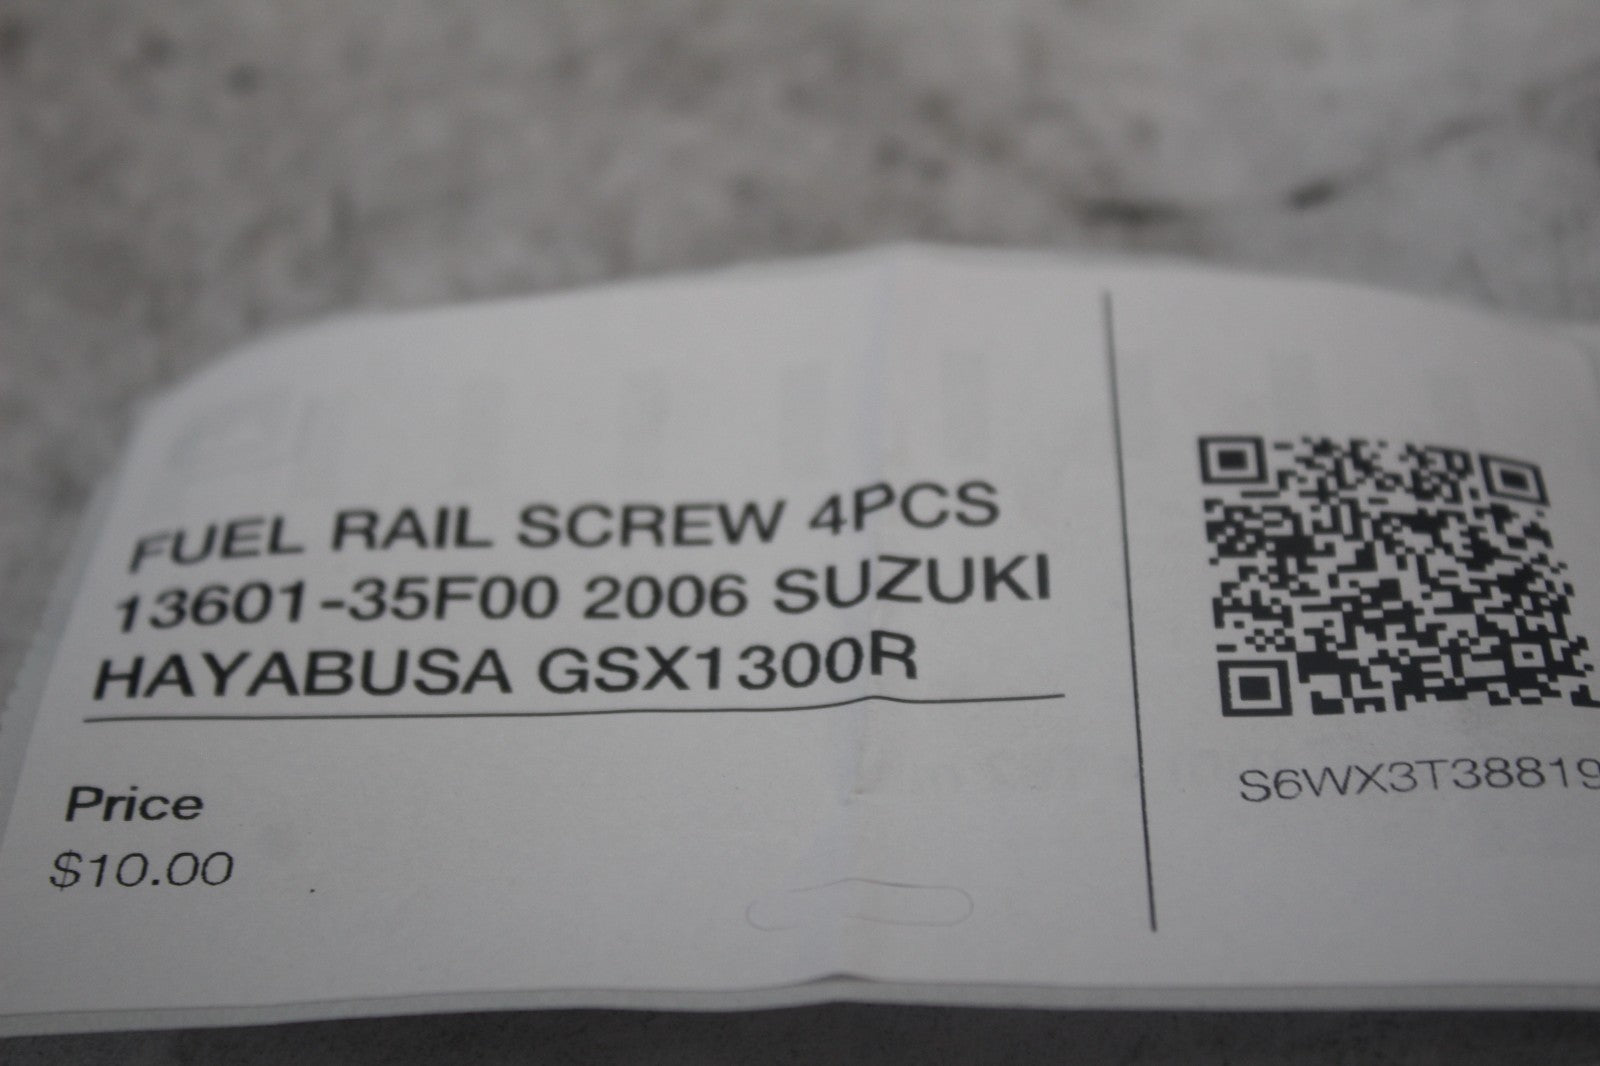 FUEL RAIL SCREW 4PCS
13601-35F00 2006 SUZUKI
HAYABUSA GSX1300R
Price
$10.00
S6WX3T38819